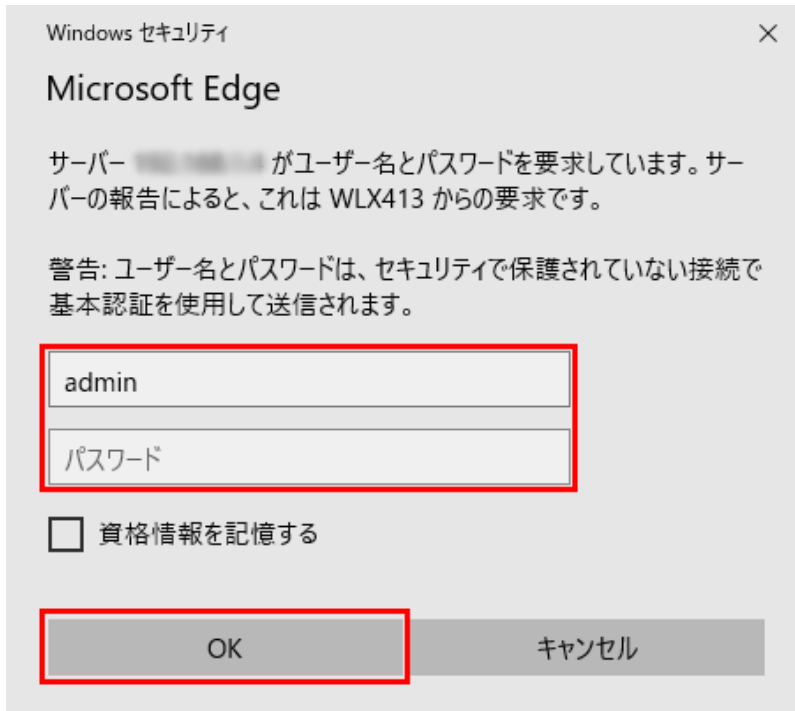 Windows セキュリティ
Microsoft Edge
サーバー がユーザー名とパスワードを要求しています。サー
バーの報告によると、これは WLX413 からの要求です。
警告: ユーザー名とパスワードは、セキュリティで保護されていない接続で
基本認証を使用して送信されます。
admin
パスワード
資格情報を記憶する
OK
キャンセル